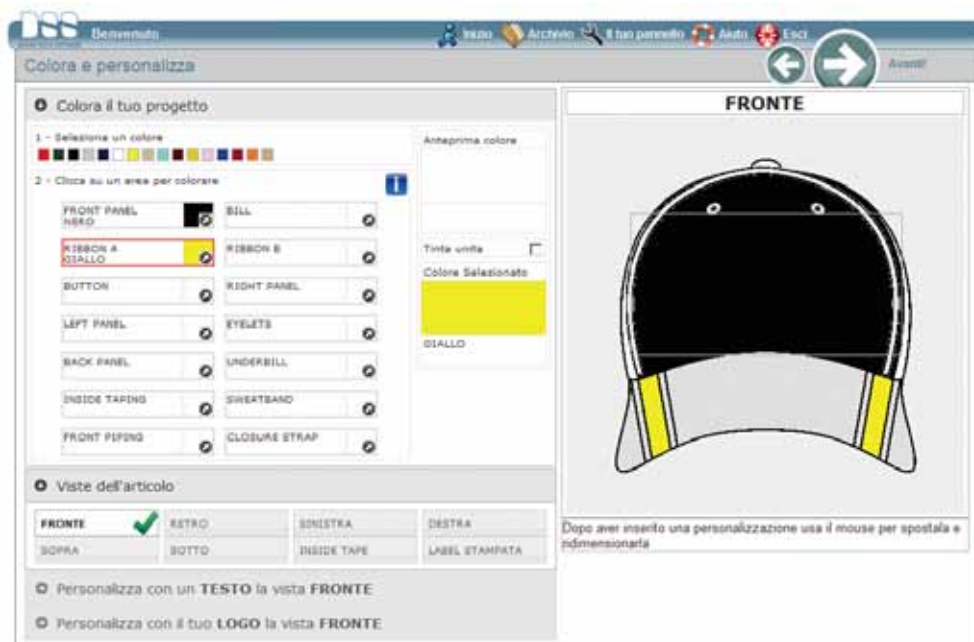 DSS
Benvenuto
Inizio Archivio Il tuo pannello Aiuto Esci
Colora e personalizza
Avanti!
Colora il tuo progetto
1 - Seleziona un colore
2 - Clicca su un area per colorare
FRONT PANEL
NERO
BILL
RIBBON A
GIALLO
RIBBON B
BUTTON
RIGHT PANEL
LEFT PANEL
EYELETS
BACK PANEL
UNDERBILL
INSIDE TAPING
SWEATBAND
FRONT PIPING
CLOSURE STRAP
Anteprima colore
Tinta unita
Colore Selezionato
GIALLO
Viste dell'articolo
FRONTE RETRO SINISTRA DESTRA
SOPRA SOTTO INSIDE TAPE LABEL STAMPATA
Personalizza con un TESTO la vista FRONTE
Personalizza con il tuo LOGO la vista FRONTE
FRONTE
Dopo aver inserito una personalizzazione usa il mouse per spostala e
ridimensionarla